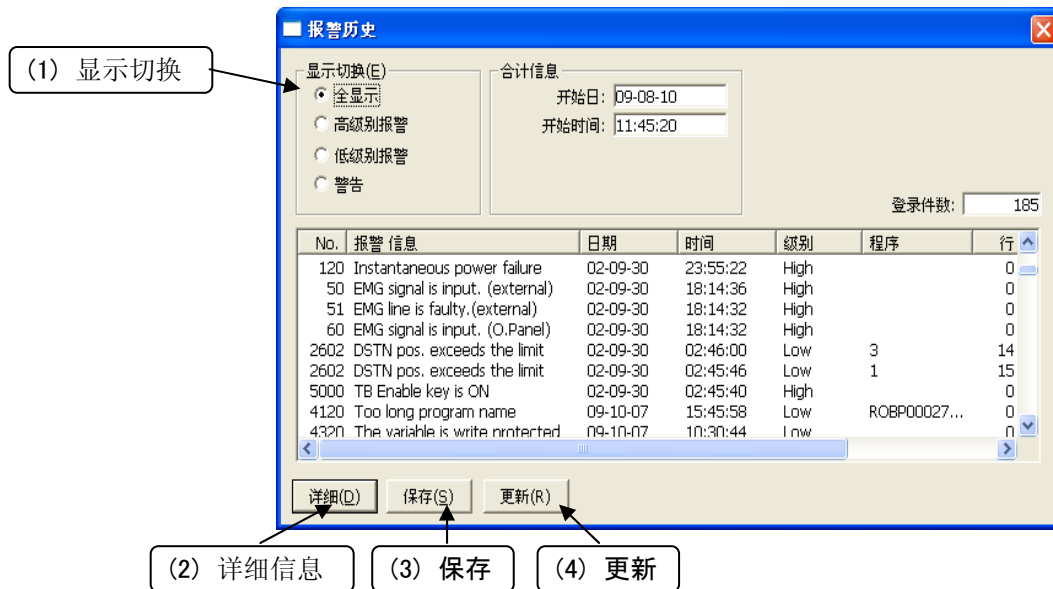 报警历史
(1) 显示切换
显示切换(E)
全显示
高级别报警
低级别报警
警告
合计信息
开始日: 09-08-10
开始时间: 11:45:20
登录件数: 185
No. 报警 信息 日期 时间 级别 程序 行
120 Instantaneous power failure 02-09-30 23:55:22 High 0
50 EMG signal is input. (external) 02-09-30 18:14:36 High 0
51 EMG line is faulty.(external) 02-09-30 18:14:32 High 0
60 EMG signal is input. (O.Panel) 02-09-30 18:14:32 High 0
2602 DSTN pos. exceeds the limit 02-09-30 02:46:00 Low 3 14
2602 DSTN pos. exceeds the limit 02-09-30 02:45:46 Low 1 15
5000 TB Enable key is ON 02-09-30 02:45:40 High 0
4120 Too long program name 09-10-07 15:45:58 Low ROBP00027... 0
4320 The variable is write protected 09-10-07 10:30:44 Low 0
详细(D) 保存(S) 更新(R)
(2) 详细信息 (3) 保存 (4) 更新